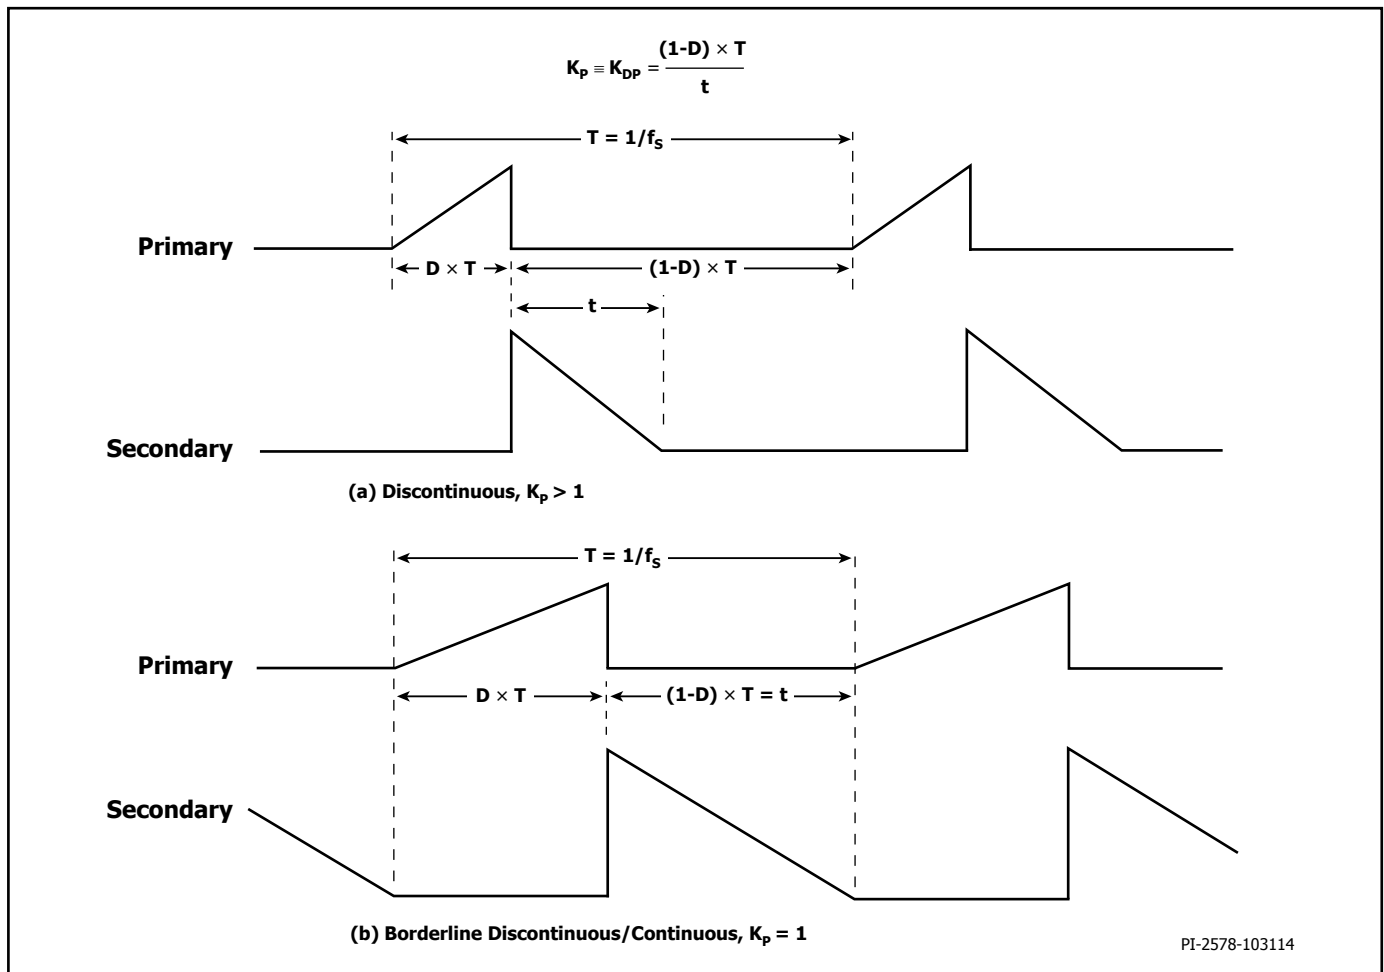 K_P ≡ K_DP = (1-D) × T / t
T = 1/f_S
Primary
D × T
(1-D) × T
t
Secondary
(a) Discontinuous, K_P > 1
T = 1/f_S
Primary
D × T
(1-D) × T = t
Secondary
(b) Borderline Discontinuous/Continuous, K_P = 1
PI-2578-103114